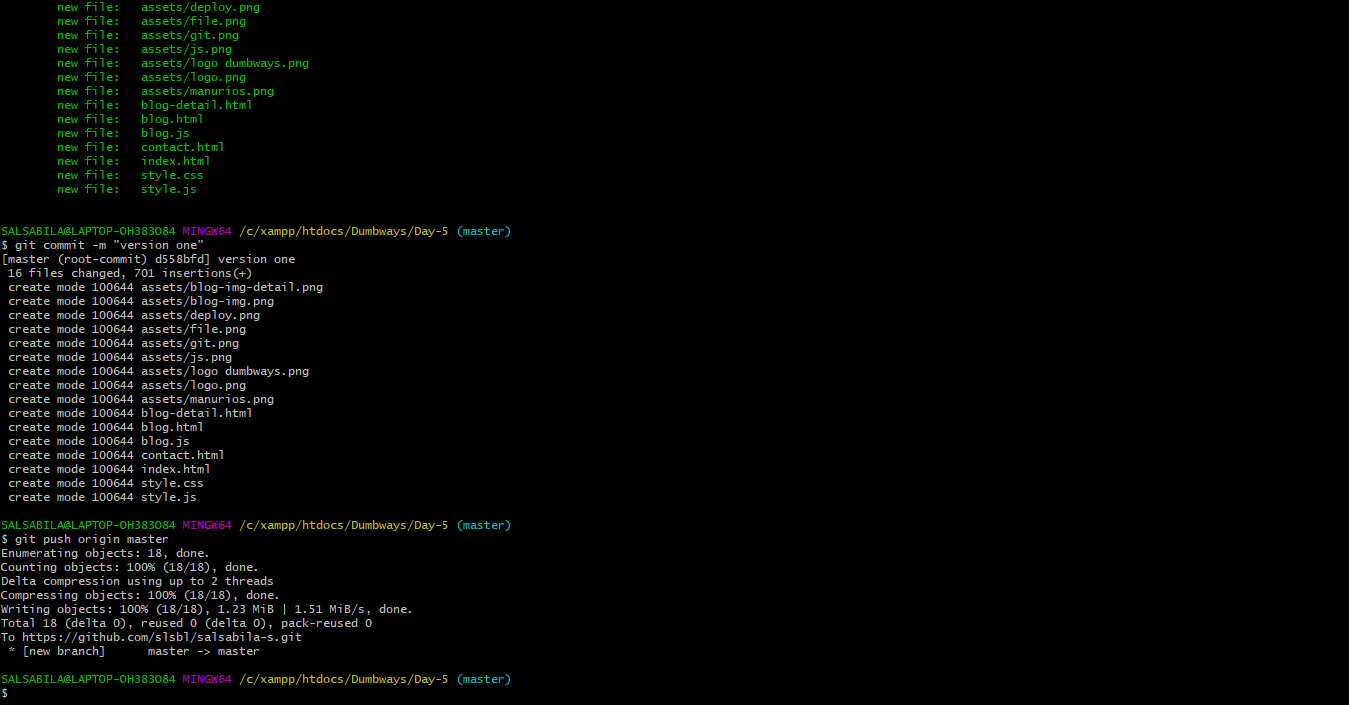 new file:   assets/deploy.png
new file:   assets/file.png
new file:   assets/git.png
new file:   assets/js.png
new file:   assets/logo dumbways.png
new file:   assets/logo.png
new file:   assets/manurios.png
new file:   blog-detail.html
new file:   blog.html
new file:   blog.js
new file:   contact.html
new file:   index.html
new file:   style.css
new file:   style.js
SALSABILA@LAPTOP-OH383O84 MINGW64 /c/xampp/htdocs/Dumbways/Day-5 (master)
$ git commit -m "version one"
[master (root-commit) d558bfd] version one
 16 files changed, 701 insertions(+)
 create mode 100644 assets/blog-img-detail.png
 create mode 100644 assets/blog-img.png
 create mode 100644 assets/deploy.png
 create mode 100644 assets/file.png
 create mode 100644 assets/git.png
 create mode 100644 assets/js.png
 create mode 100644 assets/logo dumbways.png
 create mode 100644 assets/logo.png
 create mode 100644 assets/manurios.png
 create mode 100644 blog-detail.html
 create mode 100644 blog.html
 create mode 100644 blog.js
 create mode 100644 contact.html
 create mode 100644 index.html
 create mode 100644 style.css
 create mode 100644 style.js
SALSABILA@LAPTOP-OH383O84 MINGW64 /c/xampp/htdocs/Dumbways/Day-5 (master)
$ git push origin master
Enumerating objects: 18, done.
Counting objects: 100% (18/18), done.
Delta compression using up to 2 threads
Compressing objects: 100% (18/18), done.
Writing objects: 100% (18/18), 1.23 MiB | 1.51 MiB/s, done.
Total 18 (delta 0), reused 0 (delta 0), pack-reused 0
To https://github.com/slsbl/salsabila-s.git
 * [new branch]      master -> master
SALSABILA@LAPTOP-OH383O84 MINGW64 /c/xampp/htdocs/Dumbways/Day-5 (master)
$